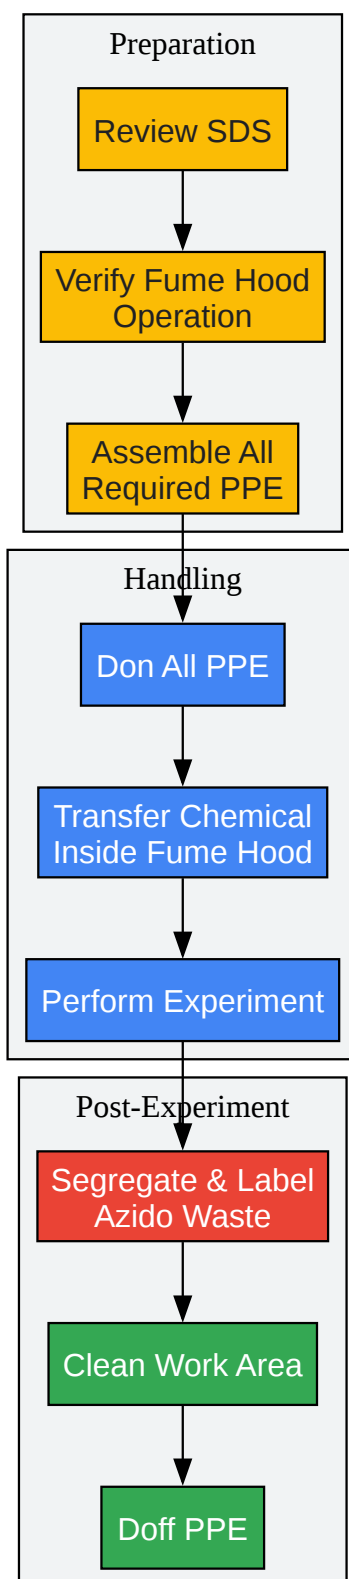 Preparation
Review SDS
Verify Fume Hood
Operation
Assemble All
Required PPE
Handling
Don All PPE
Transfer Chemical
Inside Fume Hood
Perform Experiment
Post-Experiment
Segregate & Label
Azido Waste
Clean Work Area
Doff PPE